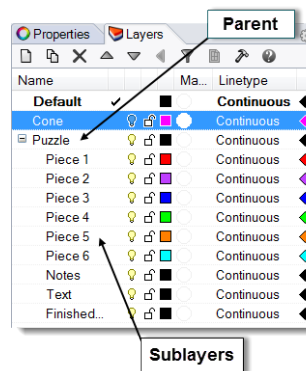 Parent
Properties Layers
Name Ma... Linetype
Default Continuous
Cone Continuous
Puzzle Continuous
Piece 1 Continuous
Piece 2 Continuous
Piece 3 Continuous
Piece 4 Continuous
Piece 5 Continuous
Piece 6 Continuous
Notes Continuous
Text Continuous
Finished... Continuous
Sublayers